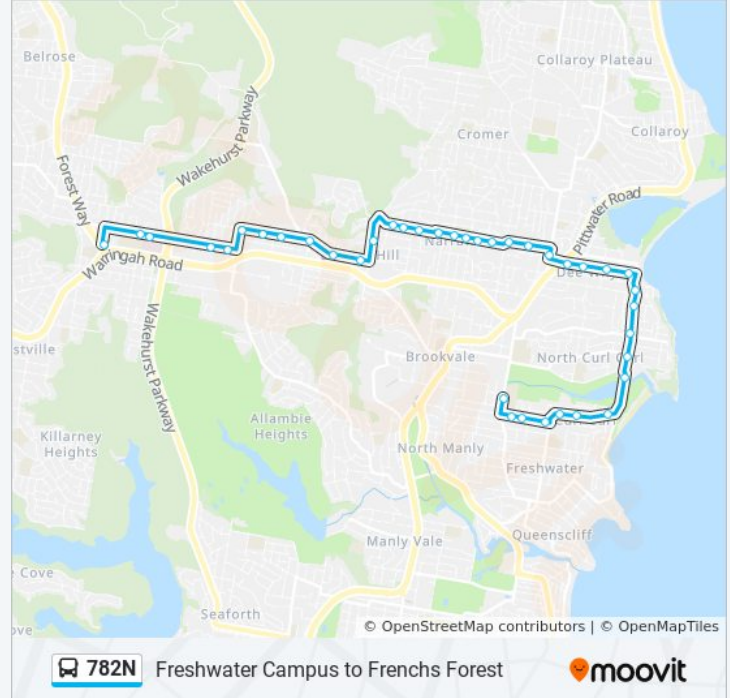 Belrose
Collaroy Plateau
Cromer
Collaroy
Wakehurst Parkway
Forest Way
Pittwater Road
Warringah Road
Hill
Wakehurst Parkway
Brookvale
North Curl Curl
stville
Allambie
Heights
Killarney
Heights
North Manly
Freshwater
Queenscliff
Manly Vale
e Cove
Seaforth
ove
© OpenStreetMap contributors | © OpenMapTiles
782N Freshwater Campus to Frenchs Forest
moovit